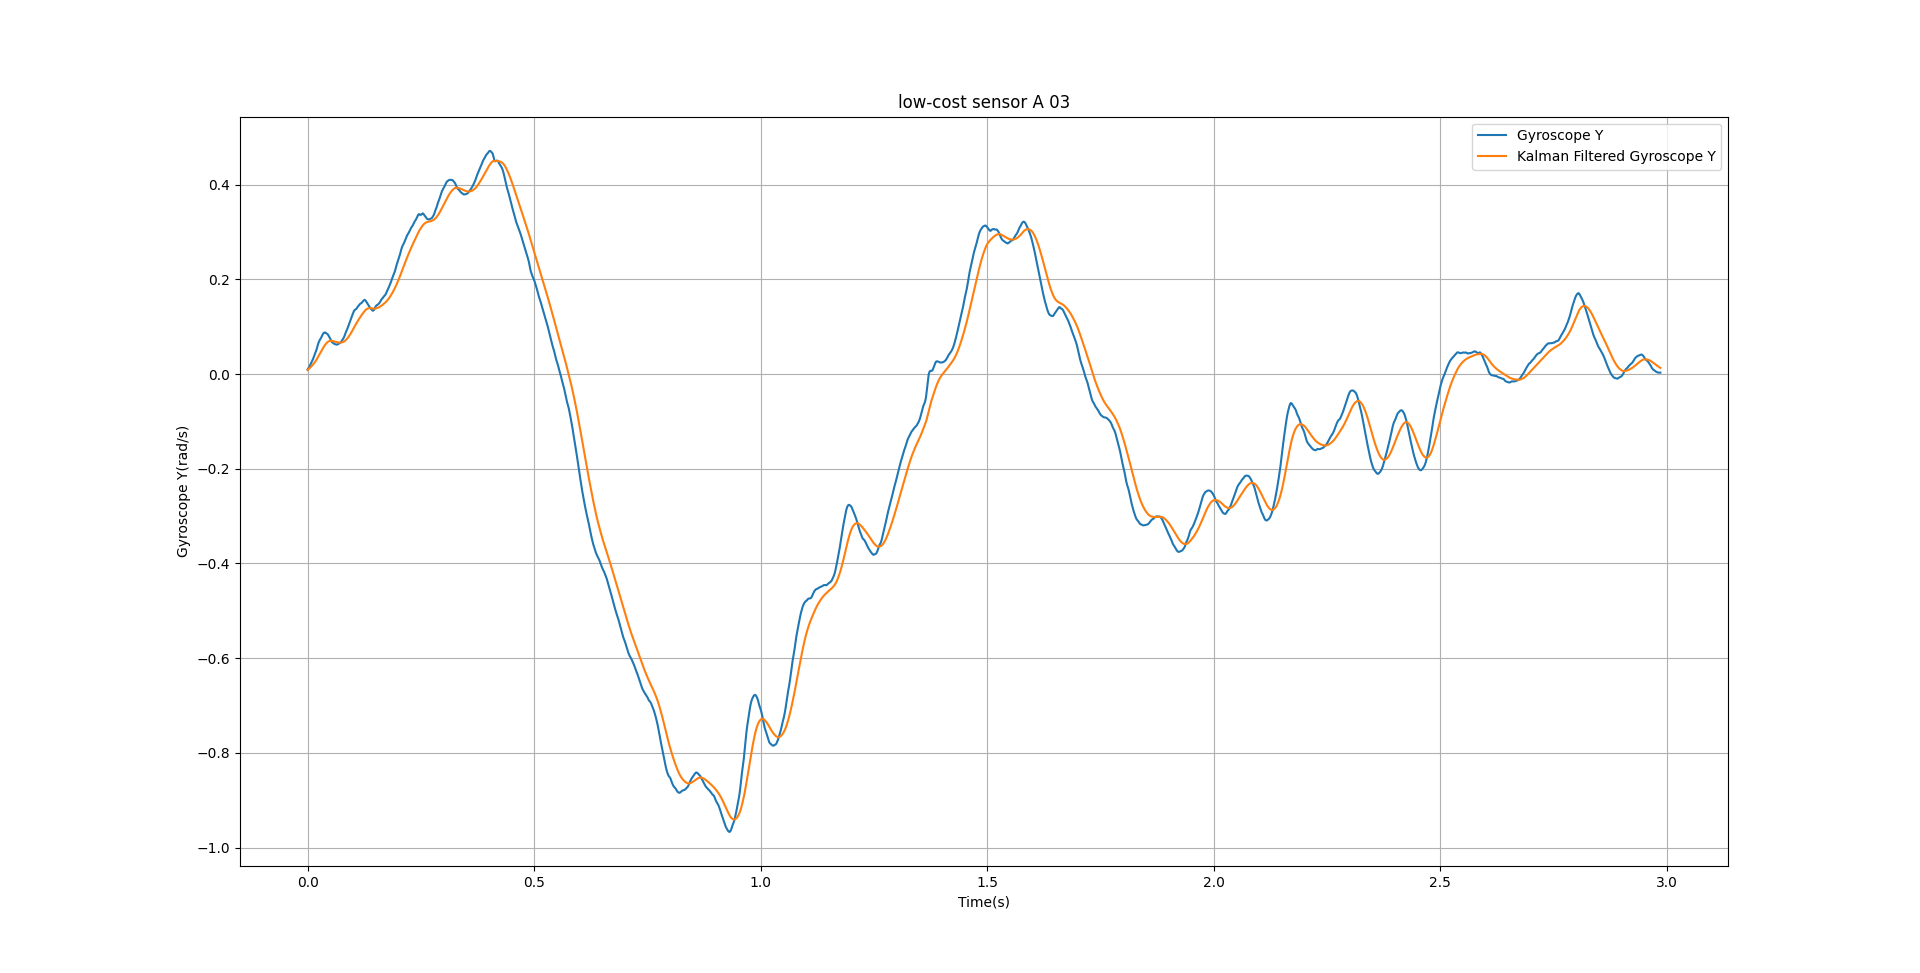 low-cost sensor A 03
Gyroscope Y
Kalman Filtered Gyroscope Y
Gyroscope Y(rad/s)
0.4
0.2
0.0
−0.2
−0.4
−0.6
−0.8
−1.0
0.0 0.5 1.0 1.5 2.0 2.5 3.0
Time(s)